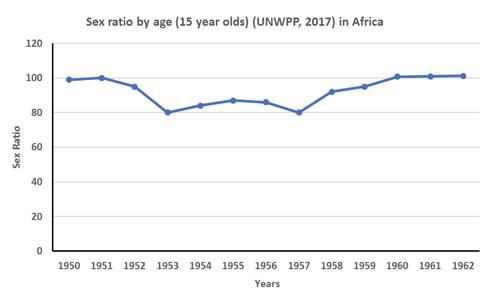 Sex ratio by age (15 year olds) (UNWPP, 2017) in Africa
120
100
80
60
40
20
0
Sex Ratio
1950 1951 1952 1953 1954 1955 1956 1957 1958 1959 1960 1961 1962
Years